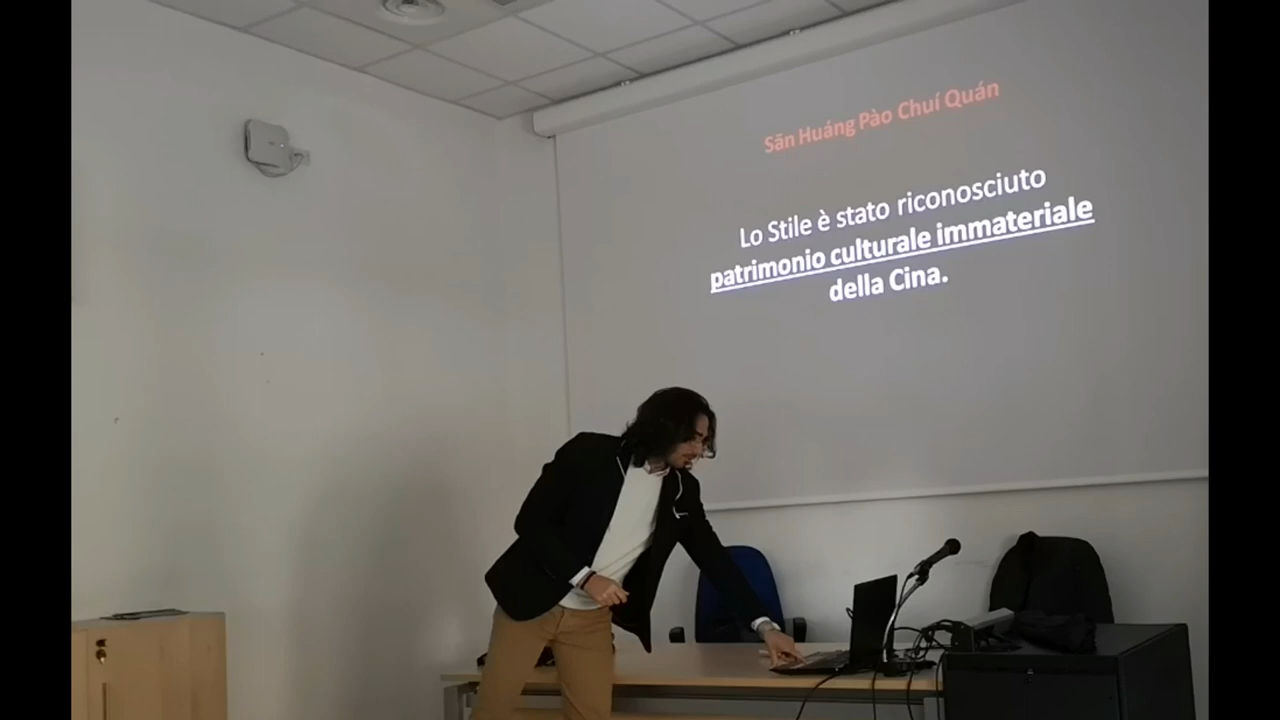 Sān Huáng Pào Chuí Quán
Lo Stile è stato riconosciuto
patrimonio culturale immateriale
della Cina.